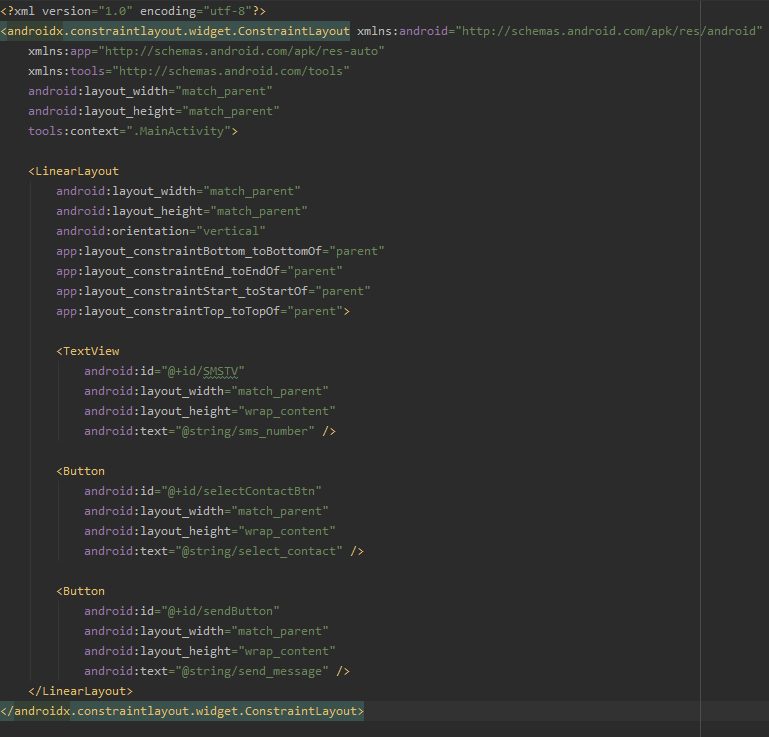 <?xml version="1.0" encoding="utf-8"?>
<androidx.constraintlayout.widget.ConstraintLayout xmlns:android="http://schemas.android.com/apk/res/android"
    xmlns:app="http://schemas.android.com/apk/res-auto"
    xmlns:tools="http://schemas.android.com/tools"
    android:layout_width="match_parent"
    android:layout_height="match_parent"
    tools:context=".MainActivity">

    <LinearLayout
        android:layout_width="match_parent"
        android:layout_height="match_parent"
        android:orientation="vertical"
        app:layout_constraintBottom_toBottomOf="parent"
        app:layout_constraintEnd_toEndOf="parent"
        app:layout_constraintStart_toStartOf="parent"
        app:layout_constraintTop_toTopOf="parent">

        <TextView
            android:id="@+id/SMSTV"
            android:layout_width="match_parent"
            android:layout_height="wrap_content"
            android:text="@string/sms_number" />

        <Button
            android:id="@+id/selectContactBtn"
            android:layout_width="match_parent"
            android:layout_height="wrap_content"
            android:text="@string/select_contact" />

        <Button
            android:id="@+id/sendButton"
            android:layout_width="match_parent"
            android:layout_height="wrap_content"
            android:text="@string/send_message" />
    </LinearLayout>
</androidx.constraintlayout.widget.ConstraintLayout>